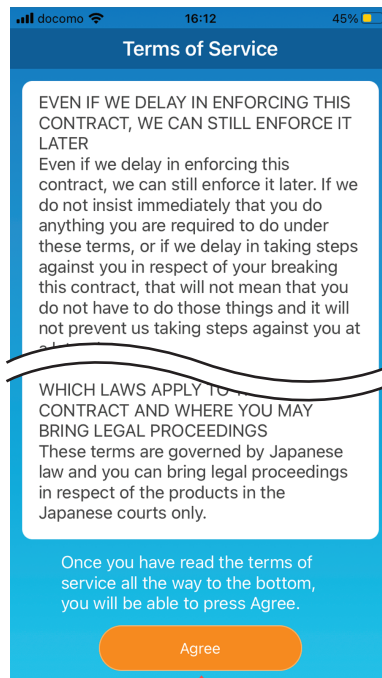 docomo 16:12 45%
Terms of Service
EVEN IF WE DELAY IN ENFORCING THIS
CONTRACT, WE CAN STILL ENFORCE IT
LATER
Even if we delay in enforcing this
contract, we can still enforce it later. If we
do not insist immediately that you do
anything you are required to do under
these terms, or if we delay in taking steps
against you in respect of your breaking
this contract, that will not mean that you
do not have to do those things and it will
not prevent us taking steps against you at
WHICH LAWS APPLY TO
CONTRACT AND WHERE YOU MAY
BRING LEGAL PROCEEDINGS
These terms are governed by Japanese
law and you can bring legal proceedings
in respect of the products in the
Japanese courts only.
Once you have read the terms of
service all the way to the bottom,
you will be able to press Agree.
Agree